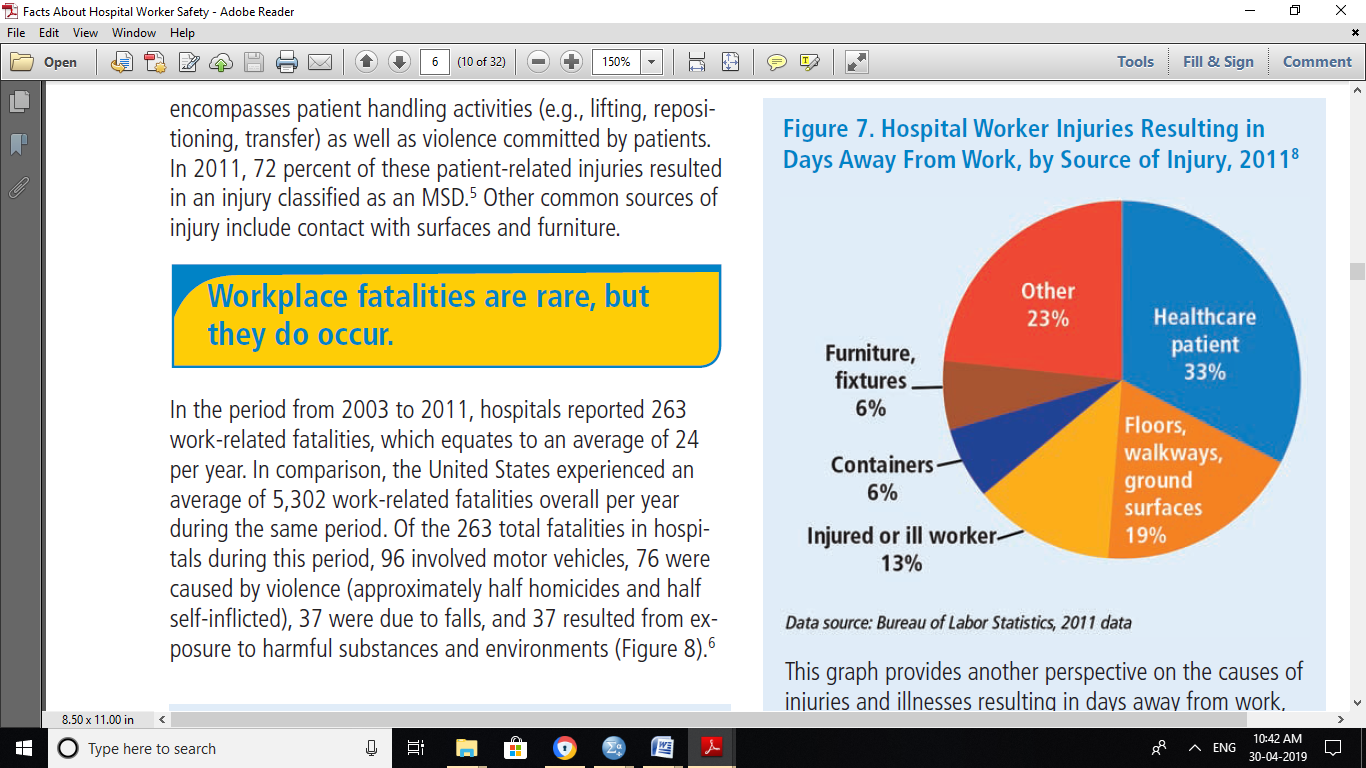 Facts About Hospital Worker Safety - Adobe Reader
File Edit View Window Help
Open 6 (10 of 32) 150% Tools Fill & Sign Comment
encompasses patient handling activities (e.g., lifting, reposi-
tioning, transfer) as well as violence committed by patients.
In 2011, 72 percent of these patient-related injuries resulted
in an injury classified as an MSD.5 Other common sources of
injury include contact with surfaces and furniture.
Workplace fatalities are rare, but
they do occur.
In the period from 2003 to 2011, hospitals reported 263
work-related fatalities, which equates to an average of 24
per year. In comparison, the United States experienced an
average of 5,302 work-related fatalities overall per year
during the same period. Of the 263 total fatalities in hospi-
tals during this period, 96 involved motor vehicles, 76 were
caused by violence (approximately half homicides and half
self-inflicted), 37 were due to falls, and 37 resulted from ex-
posure to harmful substances and environments (Figure 8).6
Figure 7. Hospital Worker Injuries Resulting in
Days Away From Work, by Source of Injury, 20118
Other
23%
Healthcare
patient
33%
Furniture,
fixtures
6%
Floors,
walkways,
ground
surfaces
19%
Containers
6%
Injured or ill worker
13%
Data source: Bureau of Labor Statistics, 2011 data
This graph provides another perspective on the causes of
injuries and illnesses resulting in days away from work,
8.50 x 11.00 in
Type here to search
ENG
10:42 AM
30-04-2019